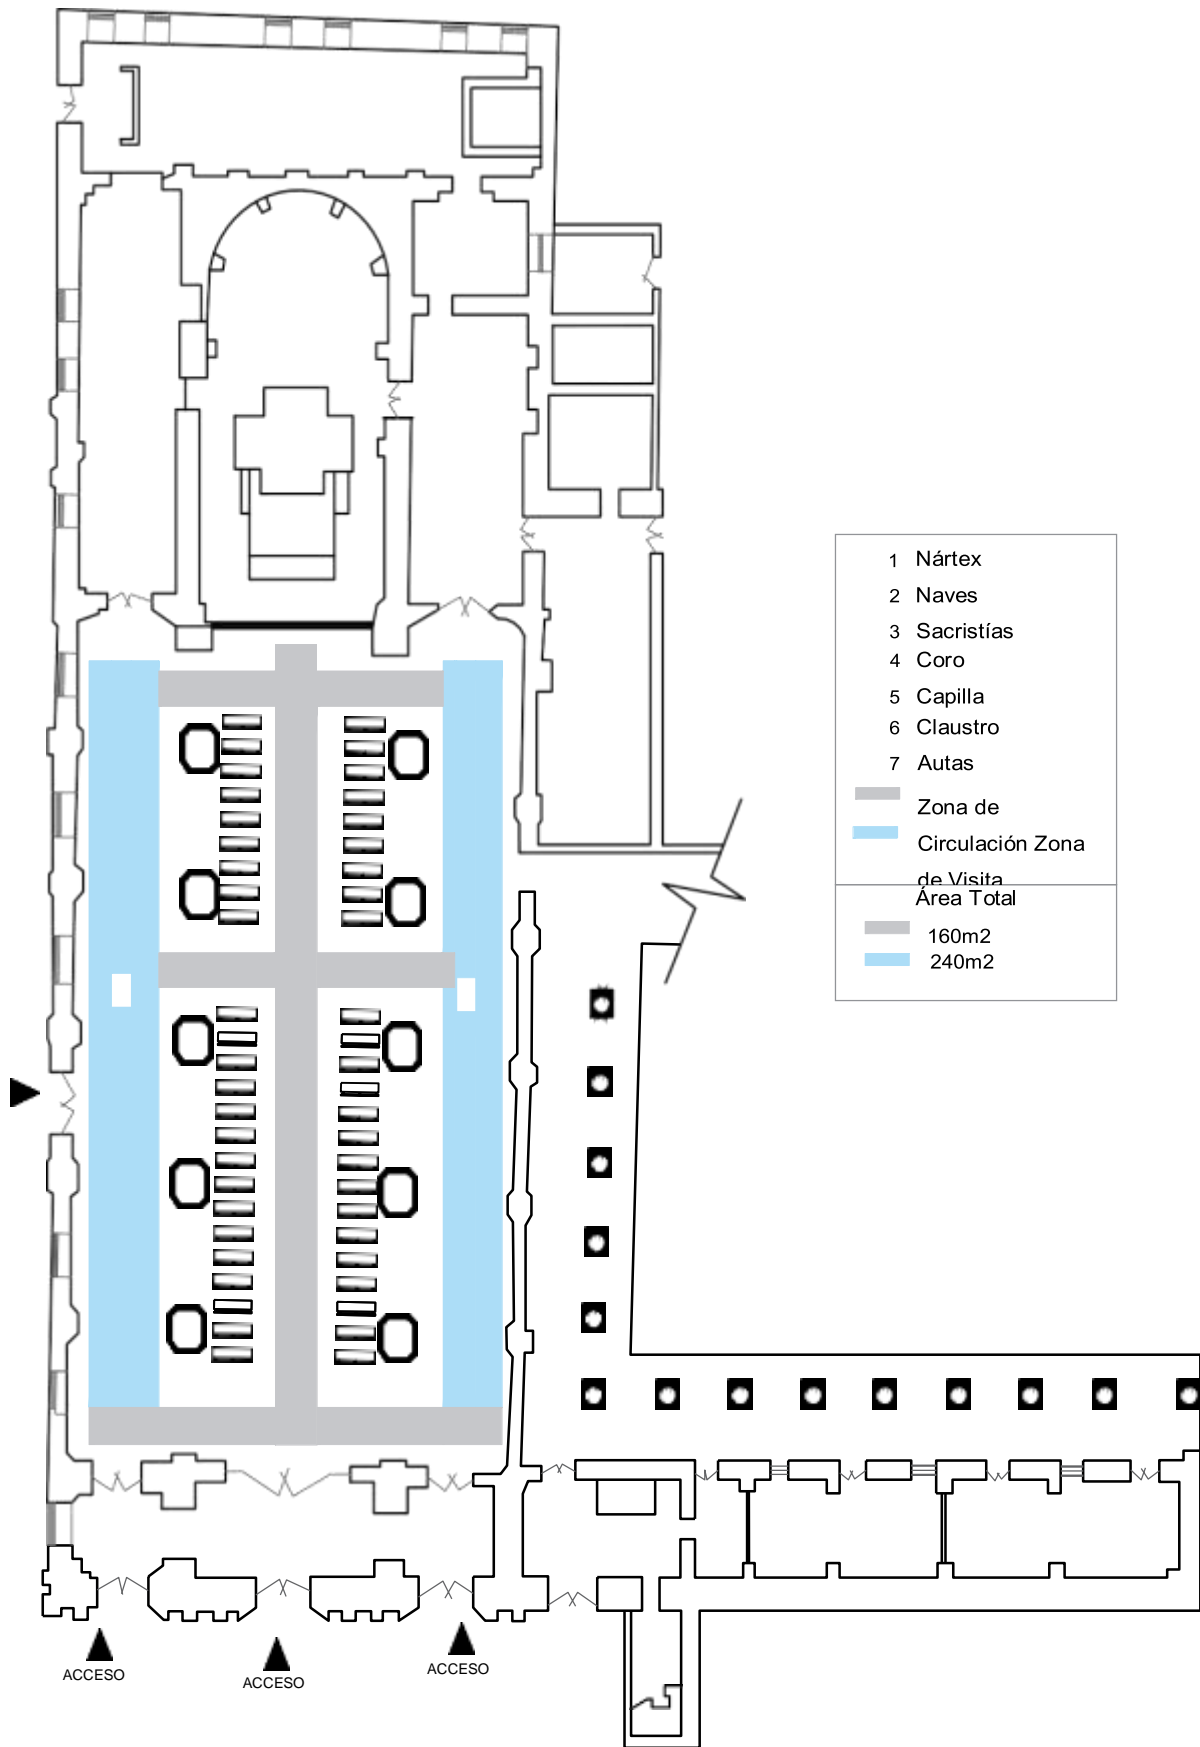 1 Nártex
2 Naves
3 Sacristías
4 Coro
5 Capilla
6 Claustro
7 Autas
Zona de
Circulación Zona
de Visita
Área Total
160m2
240m2
ACCESO
ACCESO
ACCESO